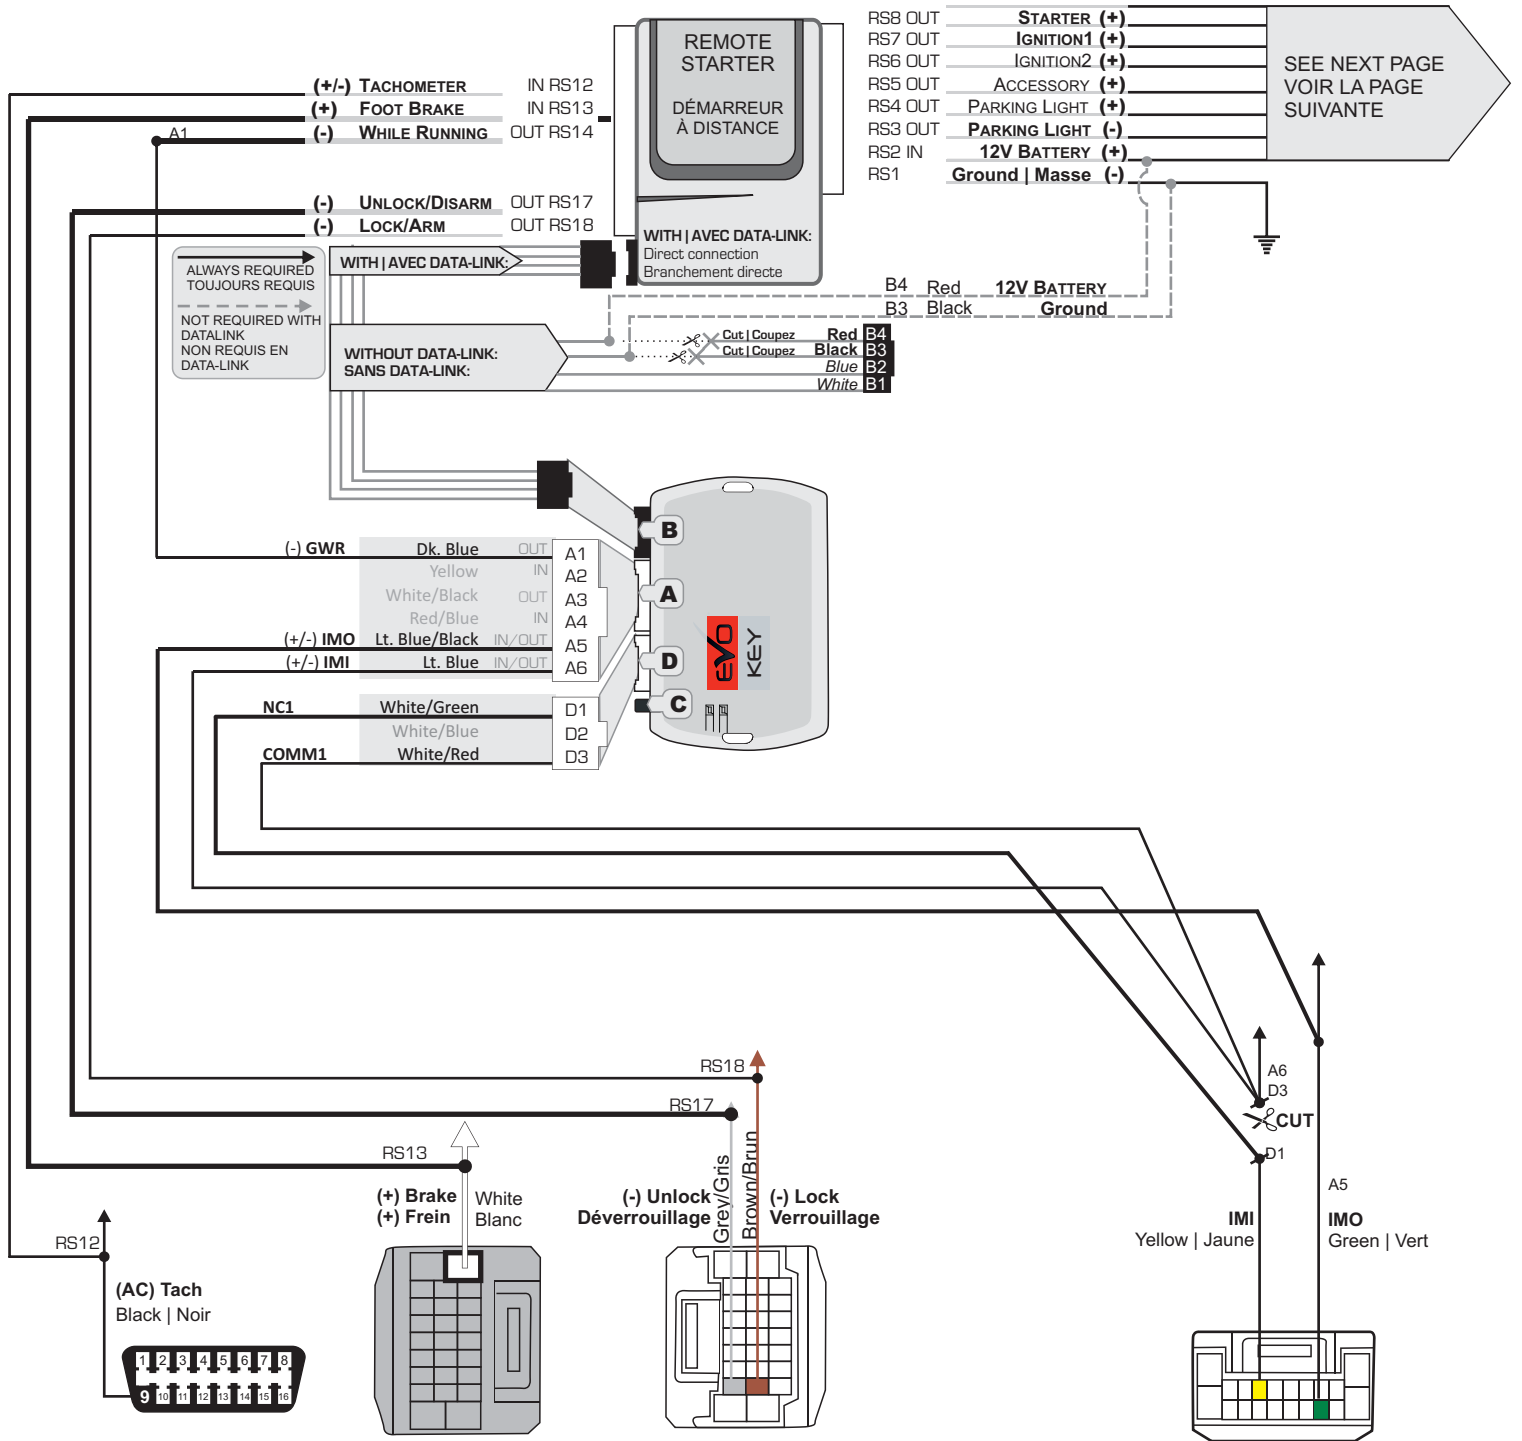 RS8 OUT STARTER (+)
RS7 OUT IGNITION1 (+)
RS6 OUT IGNITION2 (+)
RS5 OUT ACCESSORY (+)
RS4 OUT PARKING LIGHT (+)
RS3 OUT PARKING LIGHT (-)
RS2 IN 12V BATTERY (+)
RS1 Ground | Masse (-)
SEE NEXT PAGE
VOIR LA PAGE
SUIVANTE
REMOTE
STARTER
DÉMARREUR
À DISTANCE
(+/-) TACHOMETER IN RS12
(+) FOOT BRAKE IN RS13
A1 (-) WHILE RUNNING OUT RS14
(-) UNLOCK/DISARM OUT RS17
(-) LOCK/ARM OUT RS18
WITH | AVEC DATA-LINK:
Direct connection
Branchement directe
ALWAYS REQUIRED
TOUJOURS REQUIS
NOT REQUIRED WITH
DATALINK
NON REQUIS EN
DATA-LINK
WITH | AVEC DATA-LINK:
B4 Red 12V BATTERY
B3 Black Ground
WITHOUT DATA-LINK:
SANS DATA-LINK:
Cut | Coupez Red B4
Cut | Coupez Black B3
Blue B2
White B1
B
A
D
C
EVO
KEY
(-) GWR Dk. Blue OUT A1
Yellow IN A2
White/Black OUT A3
Red/Blue IN A4
(+/-) IMO Lt. Blue/Black IN/OUT A5
(+/-) IMI Lt. Blue IN/OUT A6
NC1 White/Green D1
White/Blue D2
COMM1 White/Red D3
RS18
RS17
RS13
RS12
(AC) Tach
Black | Noir
1 2 3 4 5 6 7 8
9 10 11 12 13 14 15 16
(+) Brake White
(+) Frein Blanc
(-) Unlock
Déverrouillage
Grey/Gris
Brown/Brun
(-) Lock
Verrouillage
A6
D3
CUT
D1
A5
IMI
Yellow | Jaune
IMO
Green | Vert